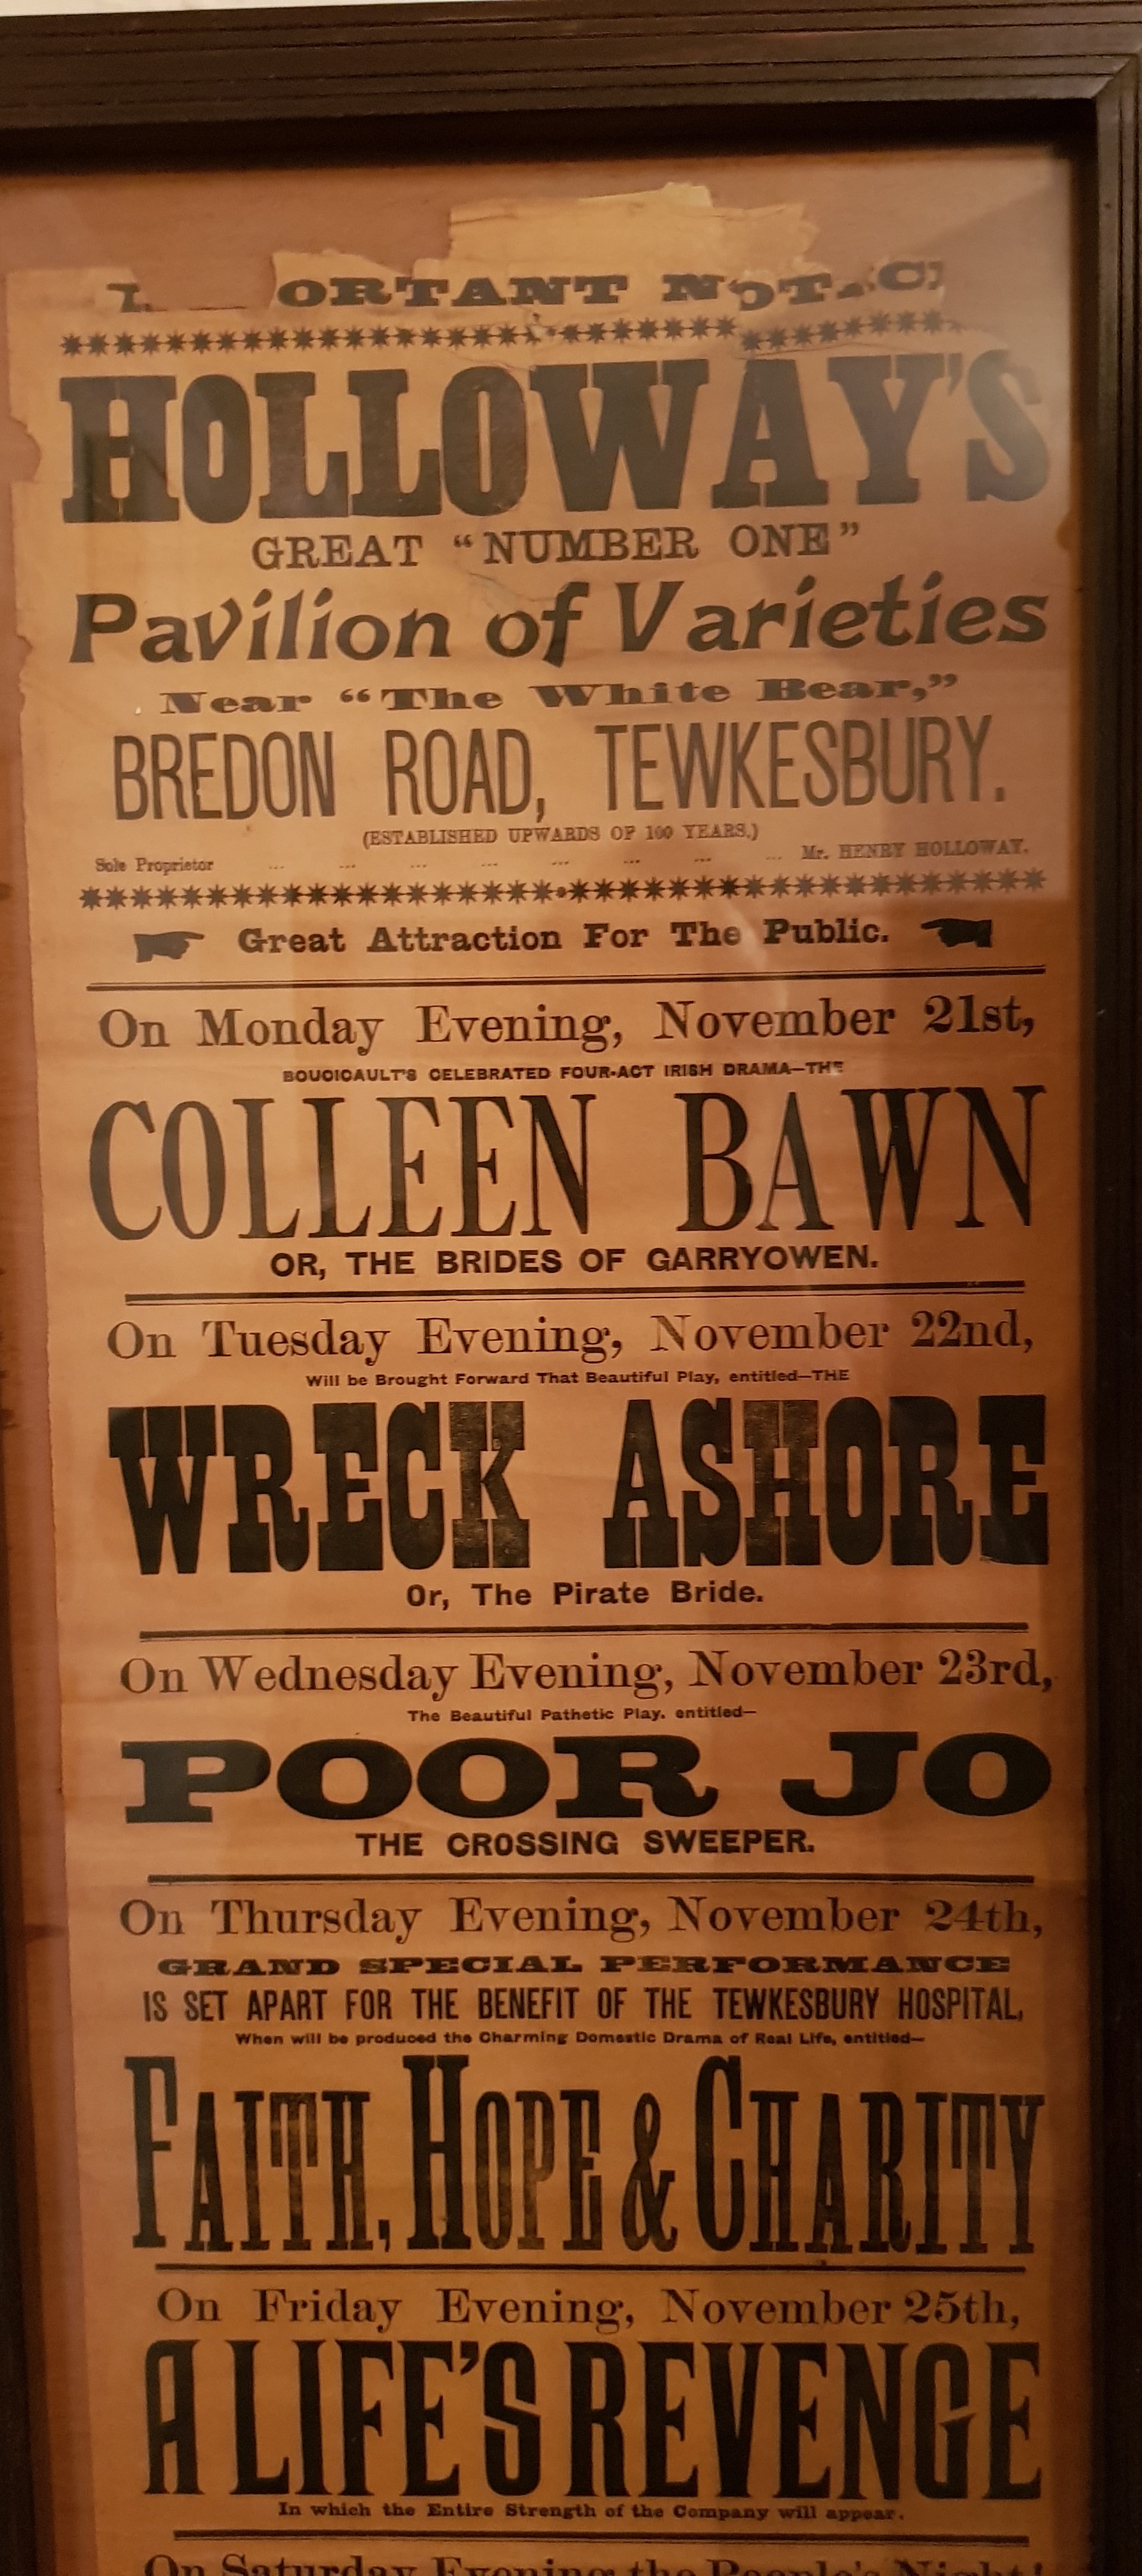 ORTANT
HOLLOWAY'S
GREAT "NUMBER ONE"
Pavilion of Varieties
Near "The White Bear,"
BREDON ROAD, TEWKESBURY.
(ESTABLISHED UPWARDS OF 100 YEARS.)
Sole Proprietor ... ... ... ... ... ... ... ... Mr. HENRY HOLLOWAY.
Great Attraction For The Public.
On Monday Evening, November 21st,
BOUCICAULT'S CELEBRATED FOUR-ACT IRISH DRAMA—THE
COLLEEN BAWN
OR, THE BRIDES OF GARRYOWEN.
On Tuesday Evening, November 22nd,
Will be Brought Forward That Beautiful Play, entitled—THE
WRECK ASHORE
Or, The Pirate Bride.
On Wednesday Evening, November 23rd,
The Beautiful Pathetic Play. entitled—
POOR JO
THE CROSSING SWEEPER.
On Thursday Evening, November 24th,
GRAND SPECIAL PERFORMANCE
IS SET APART FOR THE BENEFIT OF THE TEWKESBURY HOSPITAL,
When will be produced the Charming Domestic Drama of Real Life, entitled—
FAITH, HOPE & CHARITY
On Friday Evening, November 25th,
A LIFE'S REVENGE
In which the Entire Strength of the Company will appear.
On Saturday Evening the People's Night!